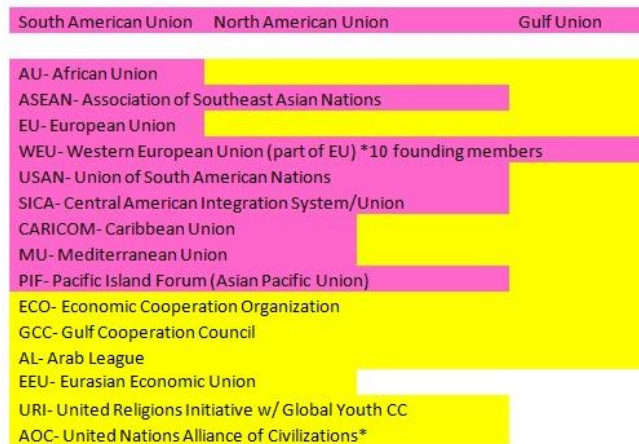 South American Union North American Union Gulf Union
AU- African Union
ASEAN- Association of Southeast Asian Nations
EU- European Union
WEU- Western European Union (part of EU) *10 founding members
USAN- Union of South American Nations
SICA- Central American Integration System/Union
CARICOM- Caribbean Union
MU- Mediterranean Union
PIF- Pacific Island Forum (Asian Pacific Union)
ECO- Economic Cooperation Organization
GCC- Gulf Cooperation Council
AL- Arab League
EEU- Eurasian Economic Union
URI- United Religions Initiative w/ Global Youth CC
AOC- United Nations Alliance of Civilizations*